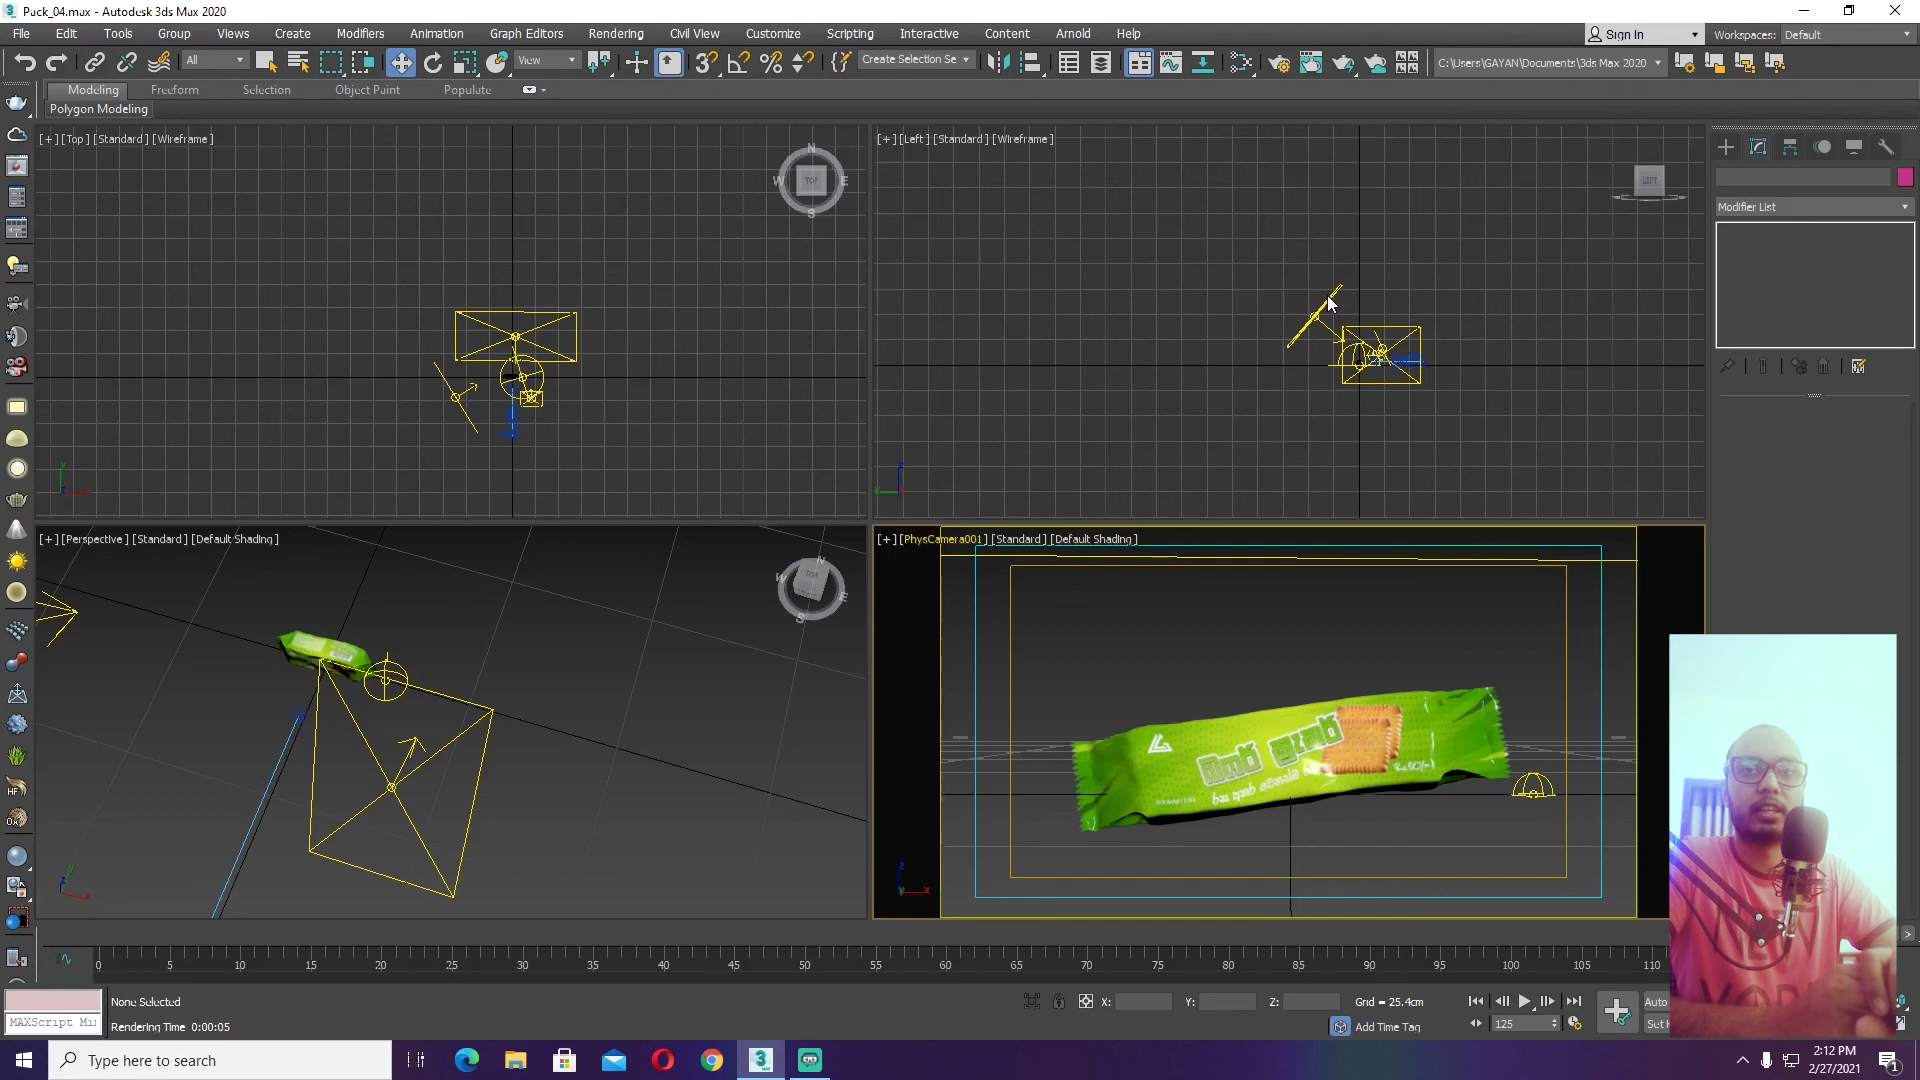 Pack_04.max - Autodesk 3ds Max 2020
File Edit Tools Group Views Create Modifiers Animation Graph Editors Rendering Civil View Customize Scripting Interactive Content Arnold Help
Sign In
Workspaces: Default
All
View
Create Selection Se
C:\Users\GAYAN\Documents\3ds Max 2020
Modeling Freeform Selection Object Paint Populate
Polygon Modeling
[+] [Top] [Standard] [Wireframe]
[+] [Left] [Standard] [Wireframe]
N
W TOP E
S
LEFT
Modifier List
[+] [Perspective] [Standard] [Default Shading]
[+] [PhysCamera001] [Standard] [Default Shading]
0 5 10 15 20 25 30 35 40 45 50 55 60 65 70 75 80 85 90 95 100 105 110
None Selected
X: Y: Z: Grid = 25.4cm
Auto
MAXScript Mi
Rendering Time 0:00:05
Add Time Tag
125
Set K
Type here to search
2:12 PM
2/27/2021